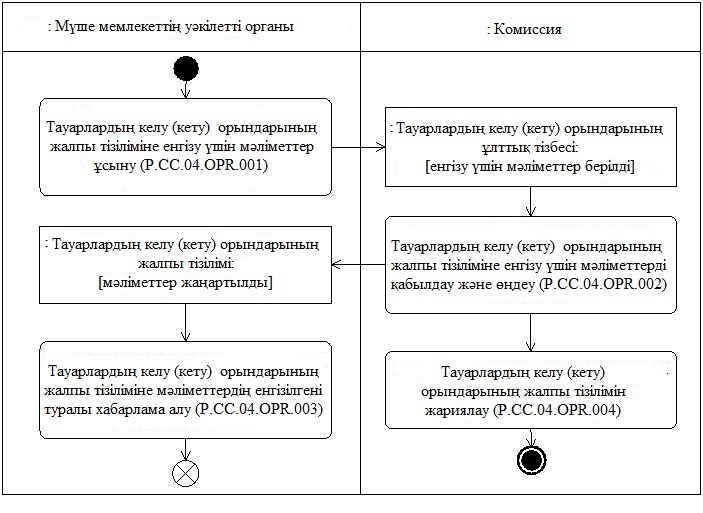 : Мүше мемлекеттің уәкілетті органы
: Комиссия
Тауарлардың келу (кету) орындарының
жалпы тізіліміне енгізу үшін мәліметтер
ұсыну (P.CC.04.OPR.001)
: Тауарлардың келу (кету) орындарының
ұлттық тізбесі:
[енгізу үшін мәліметтер берілді]
Тауарлардың келу (кету) орындарының
жалпы тізіліміне енгізу үшін мәліметтерді
қабылдау және өңдеу (P.CC.04.OPR.002)
: Тауарлардың келу (кету) орындарының
жалпы тізілімі:
[мәліметтер жаңартылды]
Тауарлардың келу (кету) орындарының
жалпы тізіліміне мәліметтердің енгізілгені
туралы хабарлама алу (P.CC.04.OPR.003)
Тауарлардың келу (кету)
орындарының жалпы тізілімін
жариялау (P.CC.04.OPR.004)